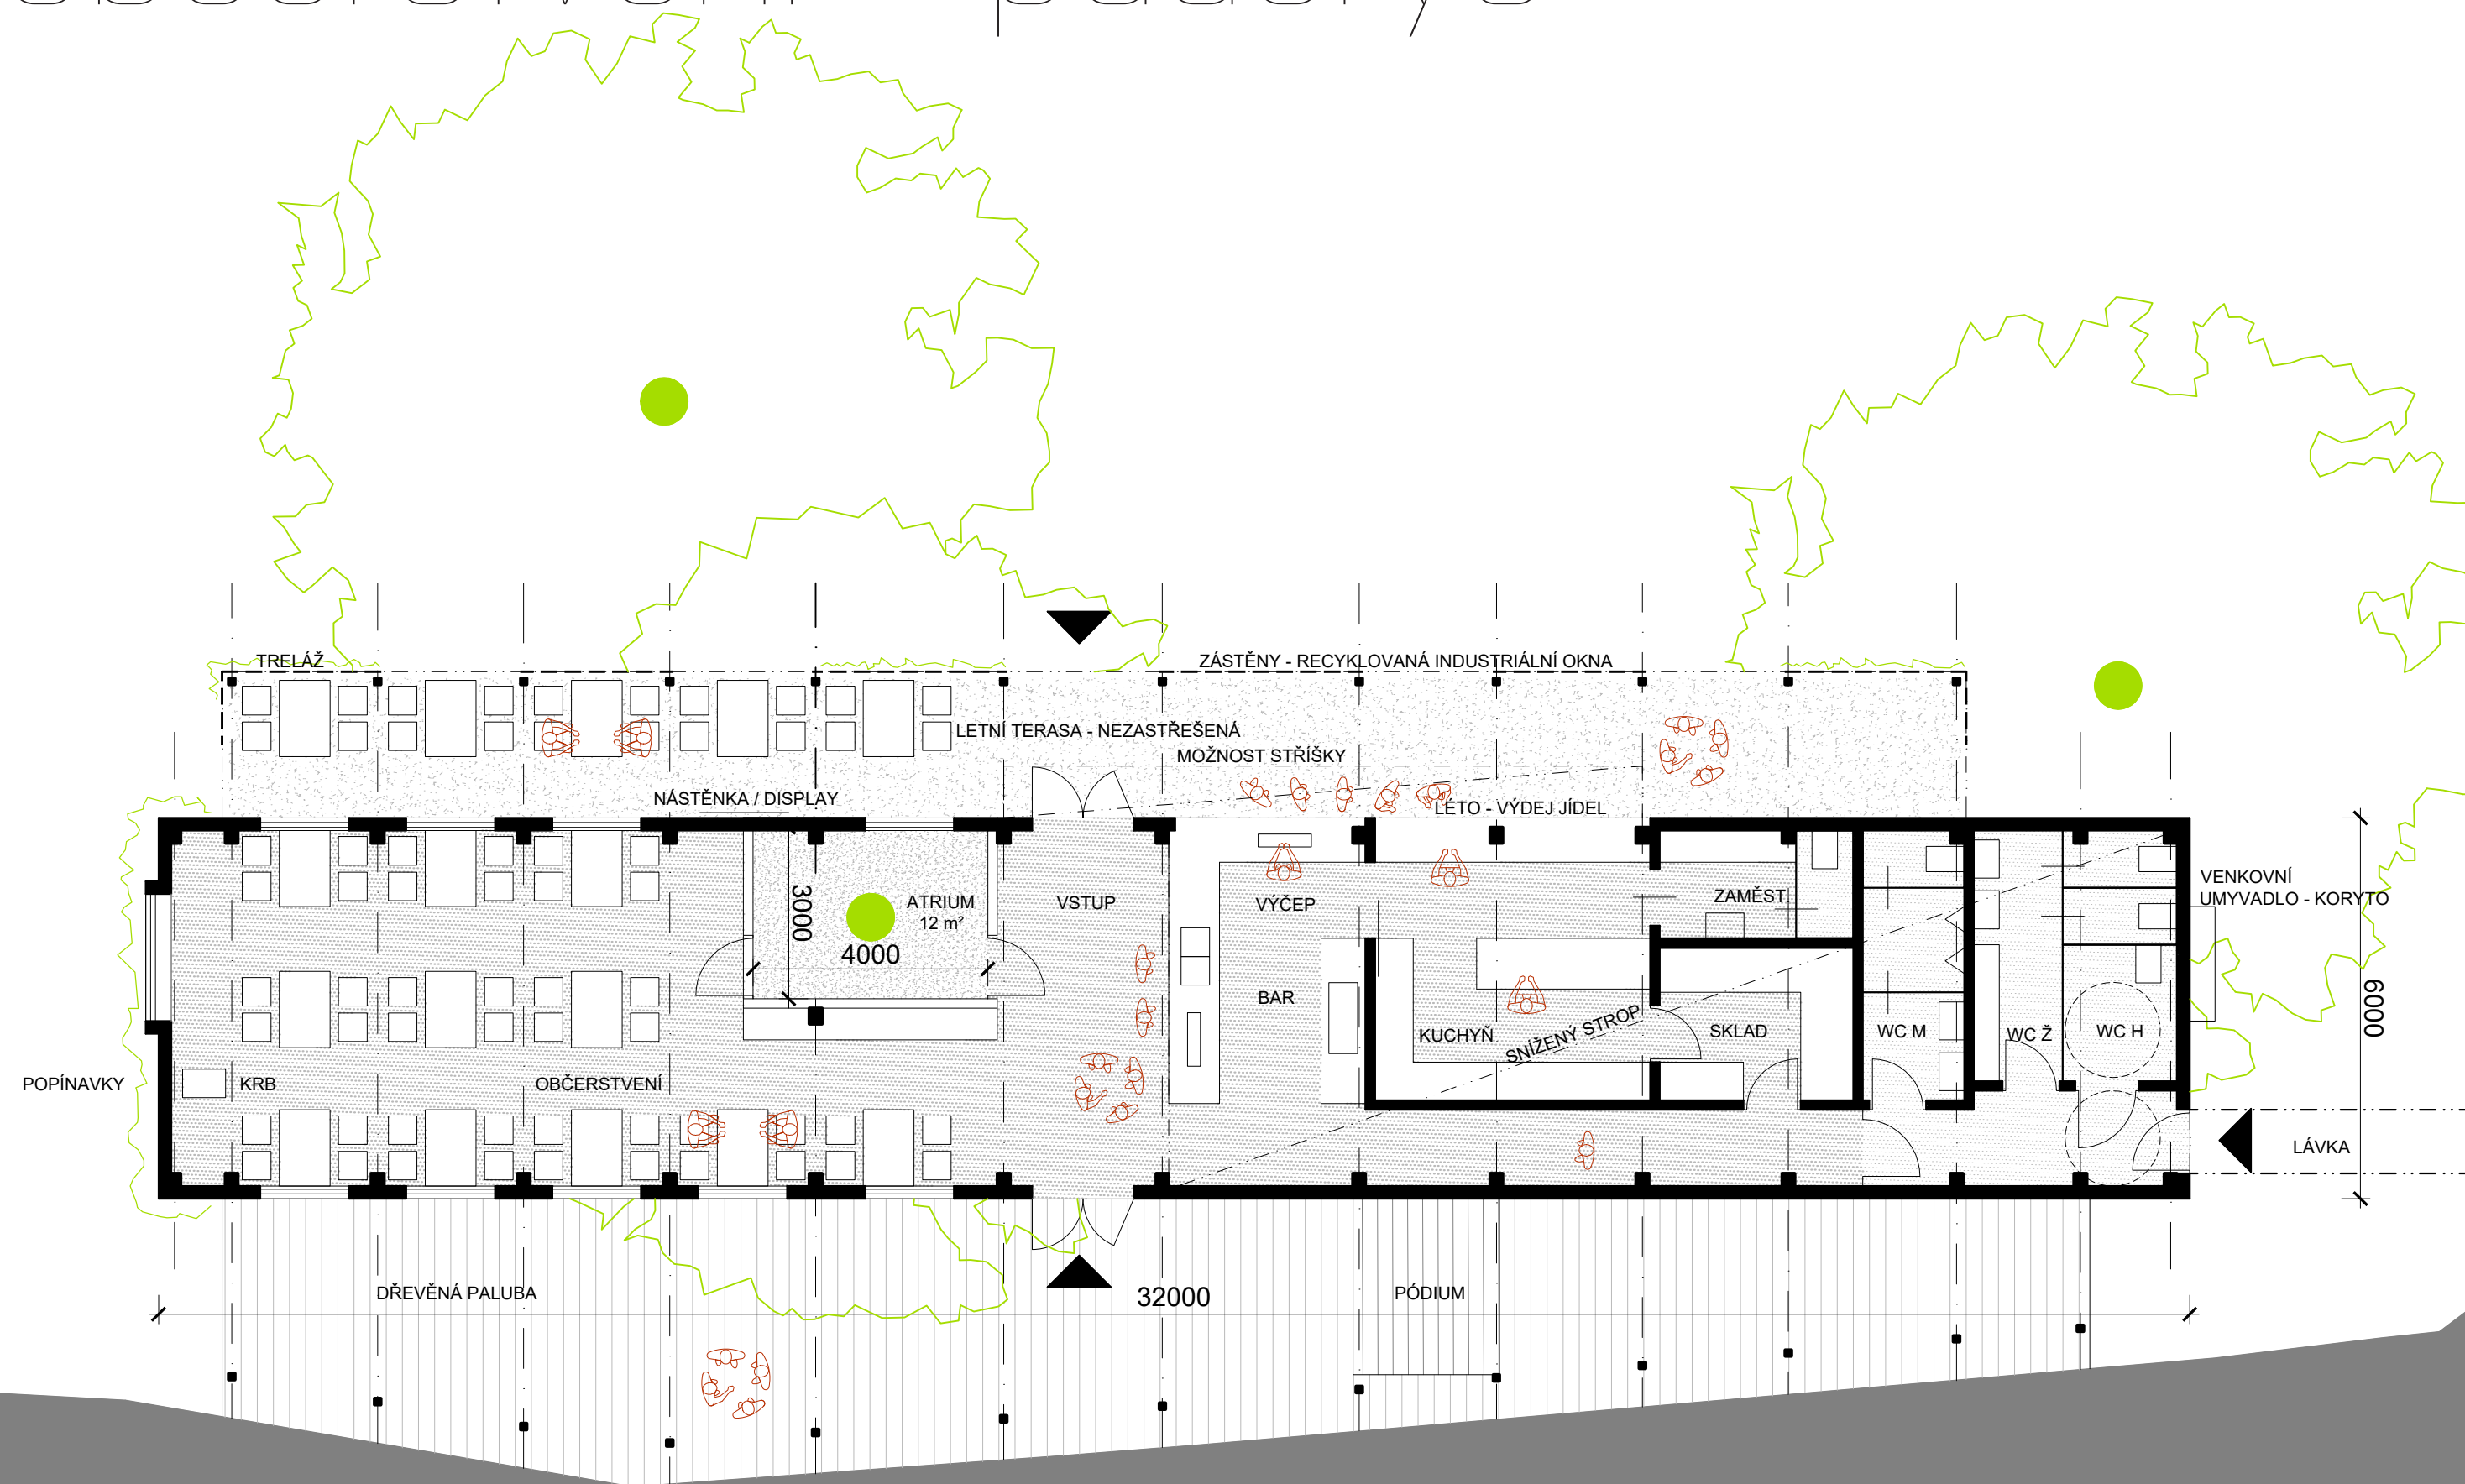 TRELÁŽ
ZÁSTĚNY - RECYKLOVANÁ INDUSTRIÁLNÍ OKNA
LETNÍ TERASA - NEZASTŘEŠENÁ
MOŽNOST STŘÍŠKY
NÁSTĚNKA / DISPLAY
LÉTO - VÝDEJ JÍDEL
3000
ATRIUM
12 m²
4000
VSTUP
VÝČEP
ZAMĚST.
VENKOVNÍ
UMYVADLO - KORYTO
BAR
6000
KUCHYŇ
SNÍŽENÝ STROP
SKLAD
WC M
WC Ž
WC H
POPÍNAVKY
KRB
OBČERSTVENÍ
LÁVKA
DŘEVĚNÁ PALUBA
32000
PÓDIUM